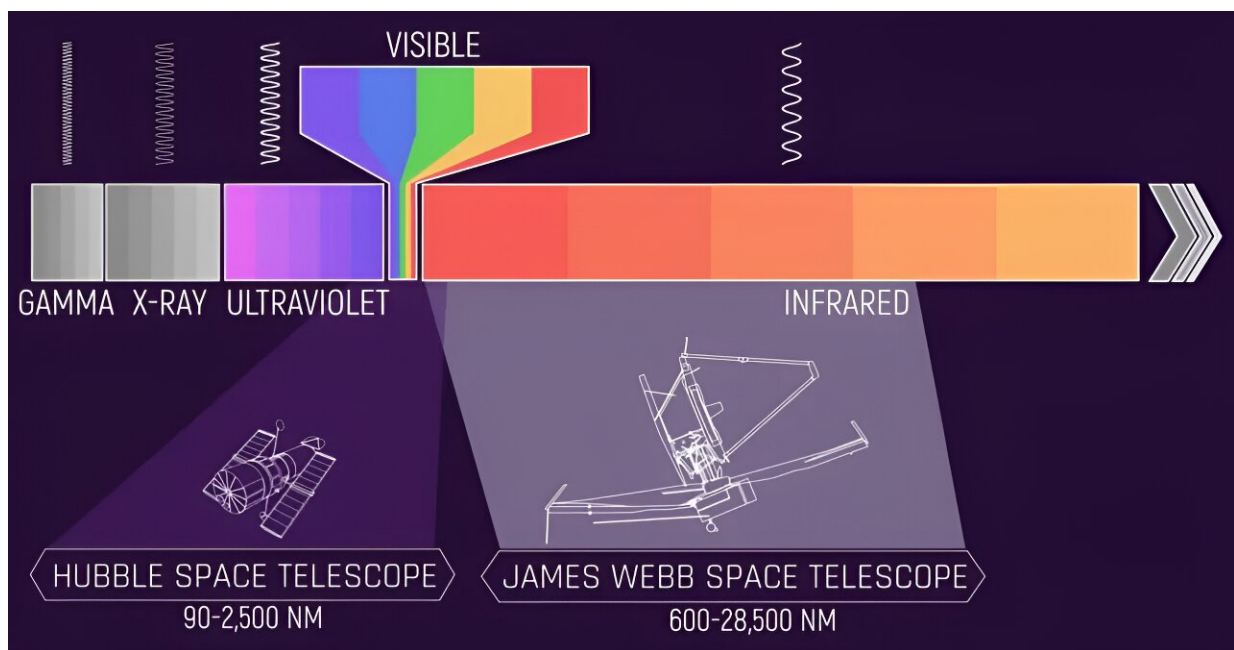 VISIBLE
GAMMA
X-RAY
ULTRAVIOLET
INFRARED
HUBBLE SPACE TELESCOPE
90-2,500 NM
JAMES WEBB SPACE TELESCOPE
600-28,500 NM